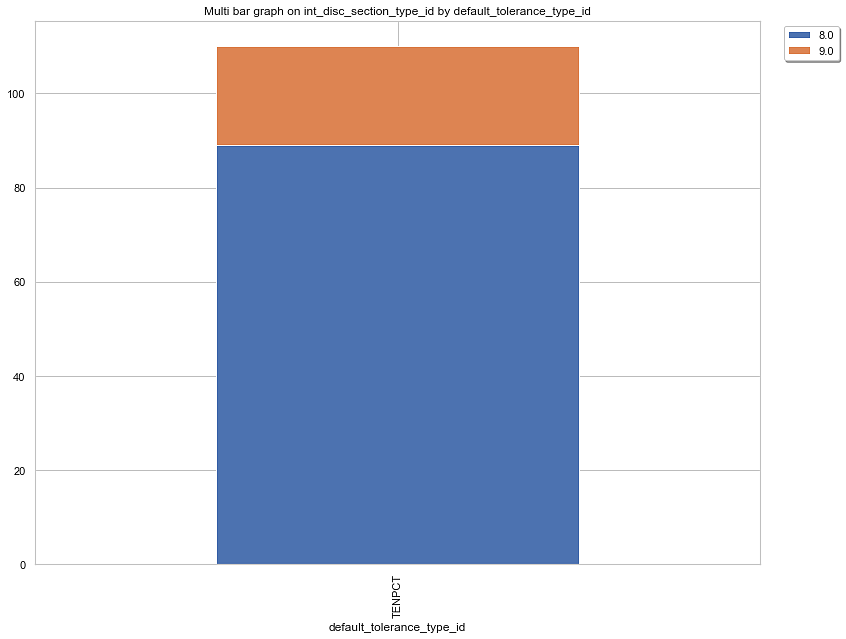 Multi bar graph on int_disc_section_type_id by default_tolerance_type_id
8.0
9.0
100
80
60
40
20
0
TENPCT
default_tolerance_type_id